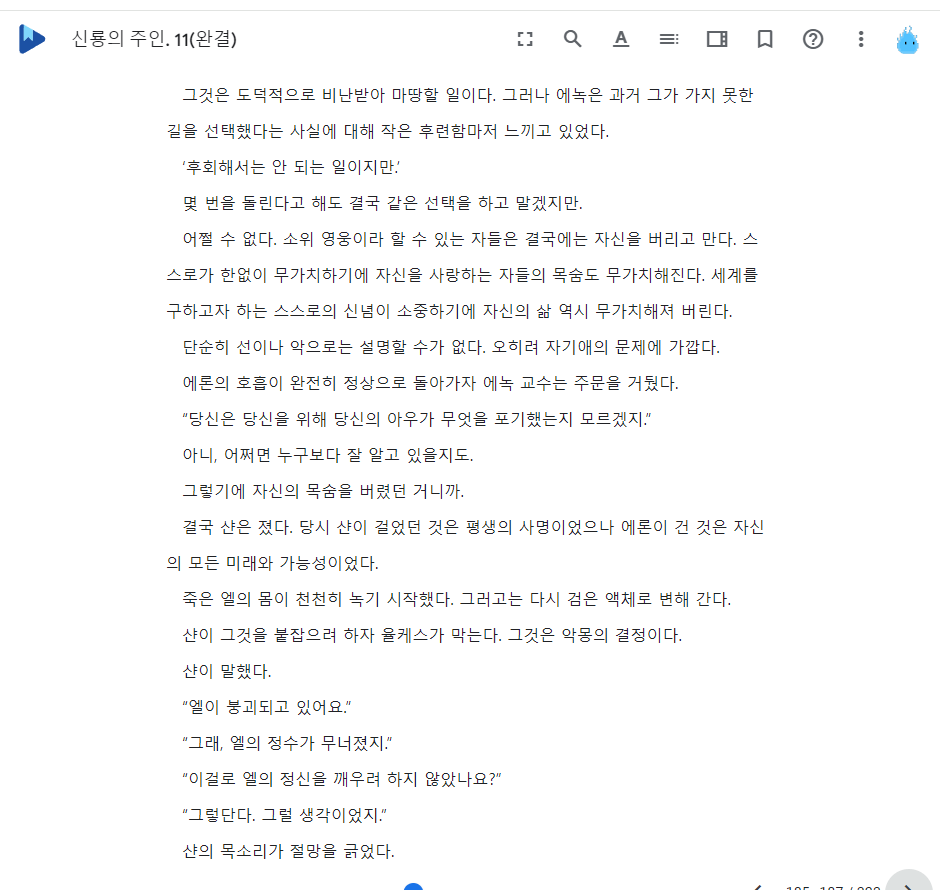 신룡의 주인. 11(완결)
그것은 도덕적으로 비난받아 마땅할 일이다. 그러나 에녹은 과거 그가 가지 못한
길을 선택했다는 사실에 대해 작은 후련함마저 느끼고 있었다.
‘후회해서는 안 되는 일이지만.’
몇 번을 돌린다고 해도 결국 같은 선택을 하고 말겠지만.
어쩔 수 없다. 소위 영웅이라 할 수 있는 자들은 결국에는 자신을 버리고 만다. 스
스로가 한없이 무가치하기에 자신을 사랑하는 자들의 목숨도 무가치해진다. 세계를
구하고자 하는 스스로의 신념이 소중하기에 자신의 삶 역시 무가치해져 버린다.
단순히 선이나 악으로는 설명할 수가 없다. 오히려 자기애의 문제에 가깝다.
에론의 호흡이 완전히 정상으로 돌아가자 에녹 교수는 주문을 거뒀다.
“당신은 당신을 위해 당신의 아우가 무엇을 포기했는지 모르겠지.”
아니, 어쩌면 누구보다 잘 알고 있을지도.
그렇기에 자신의 목숨을 버렸던 거니까.
결국 샨은 졌다. 당시 샨이 걸었던 것은 평생의 사명이었으나 에론이 건 것은 자신
의 모든 미래와 가능성이었다.
죽은 엘의 몸이 천천히 녹기 시작했다. 그러고는 다시 검은 액체로 변해 간다.
샨이 그것을 붙잡으려 하자 율케스가 막는다. 그것은 악몽의 결정이다.
샨이 말했다.
“엘이 붕괴되고 있어요.”
“그래, 엘의 정수가 무너졌지.”
“이걸로 엘의 정신을 깨우려 하지 않았나요?”
“그렇단다. 그럴 생각이었지.”
샨의 목소리가 절망을 긁었다.